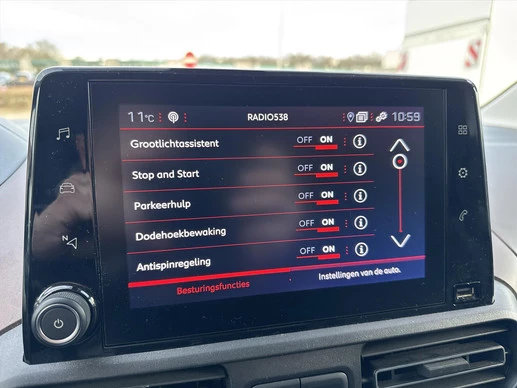 11°C RADIO538 10:59
Grootlichtassistent OFF ON
Stop and Start OFF ON
Parkeerhulp OFF ON
Dodehoekbewaking OFF ON
Antispinregeling OFF ON
Besturingsfuncties Instellingen van de auto.
N